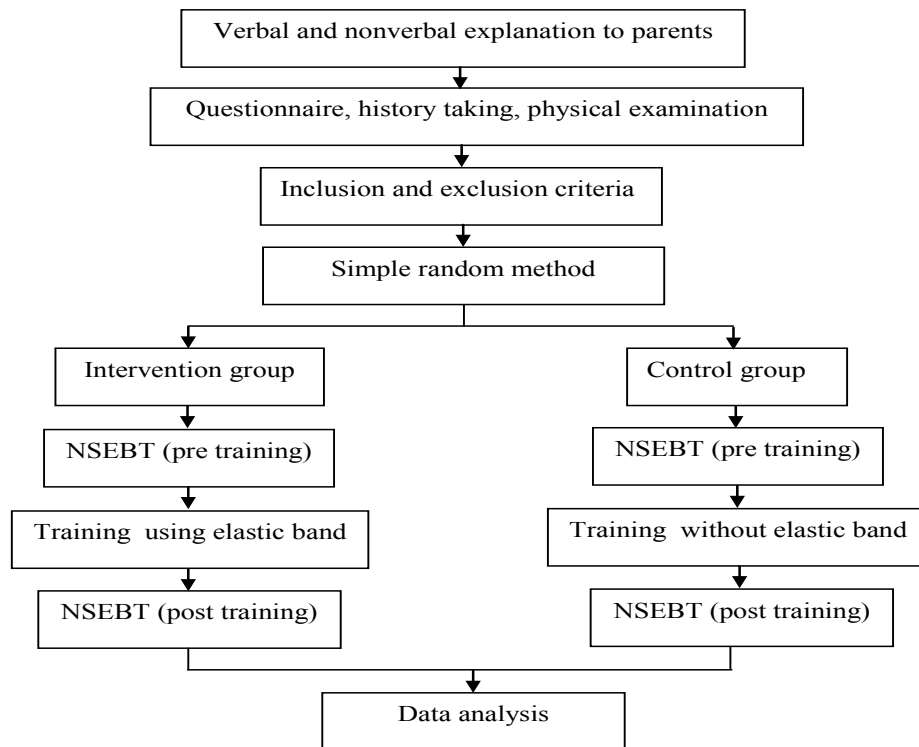 Verbal and nonverbal explanation to parents
Questionnaire, history taking, physical examination
Inclusion and exclusion criteria
Simple random method
Intervention group
Control group
NSEBT (pre training)
NSEBT (pre training)
Training using elastic band
Training without elastic band
NSEBT (post training)
NSEBT (post training)
Data analysis